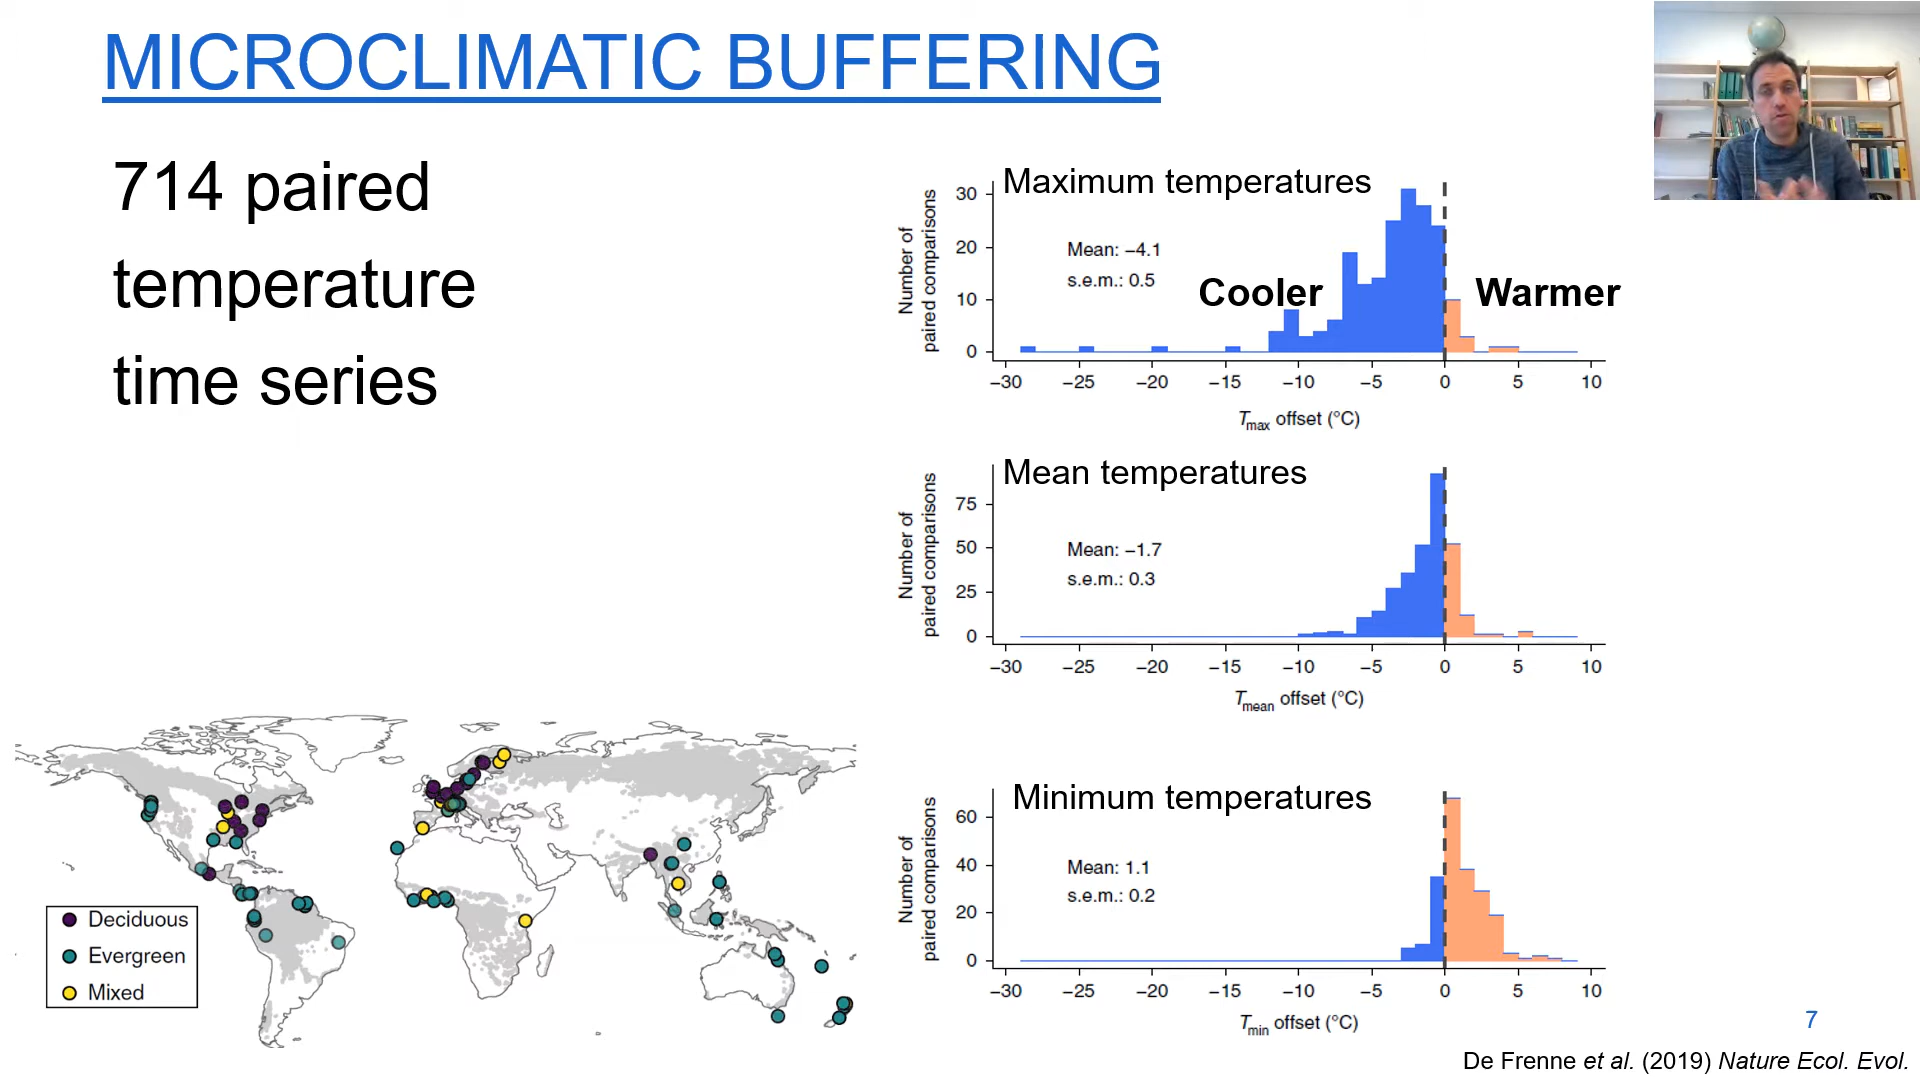 MICROCLIMATIC BUFFERING
714 paired
temperature
time series
Maximum temperatures
Number of
paired comparisons
30
20
10
0
Mean: −4.1
s.e.m.: 0.5
Cooler
Warmer
−30 −25 −20 −15 −10 −5 0 5 10
Tmax offset (°C)
Mean temperatures
Number of
paired comparisons
75
50
25
0
Mean: −1.7
s.e.m.: 0.3
−30 −25 −20 −15 −10 −5 0 5 10
Tmean offset (°C)
Minimum temperatures
Number of
paired comparisons
60
40
20
0
Mean: 1.1
s.e.m.: 0.2
−30 −25 −20 −15 −10 −5 0 5 10
Tmin offset (°C)
Deciduous
Evergreen
Mixed
7
De Frenne et al. (2019) Nature Ecol. Evol.